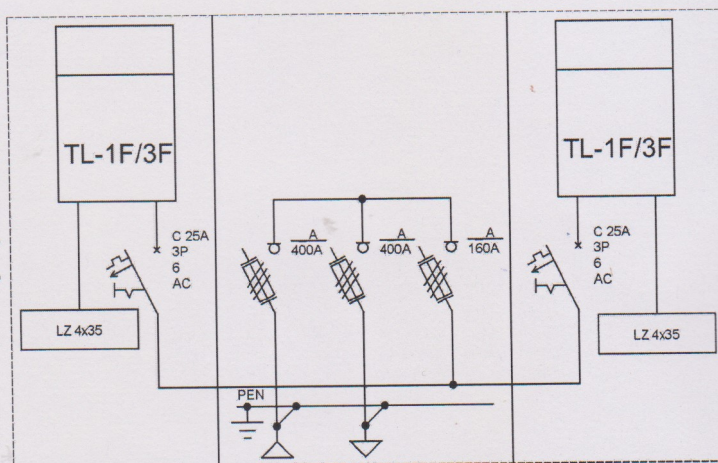 TL-1F/3F
C 25A
3P
6
AC
LZ 4x35
A
400A
A
400A
A
160A
PEN
TL-1F/3F
C 25A
3P
6
AC
LZ 4x35